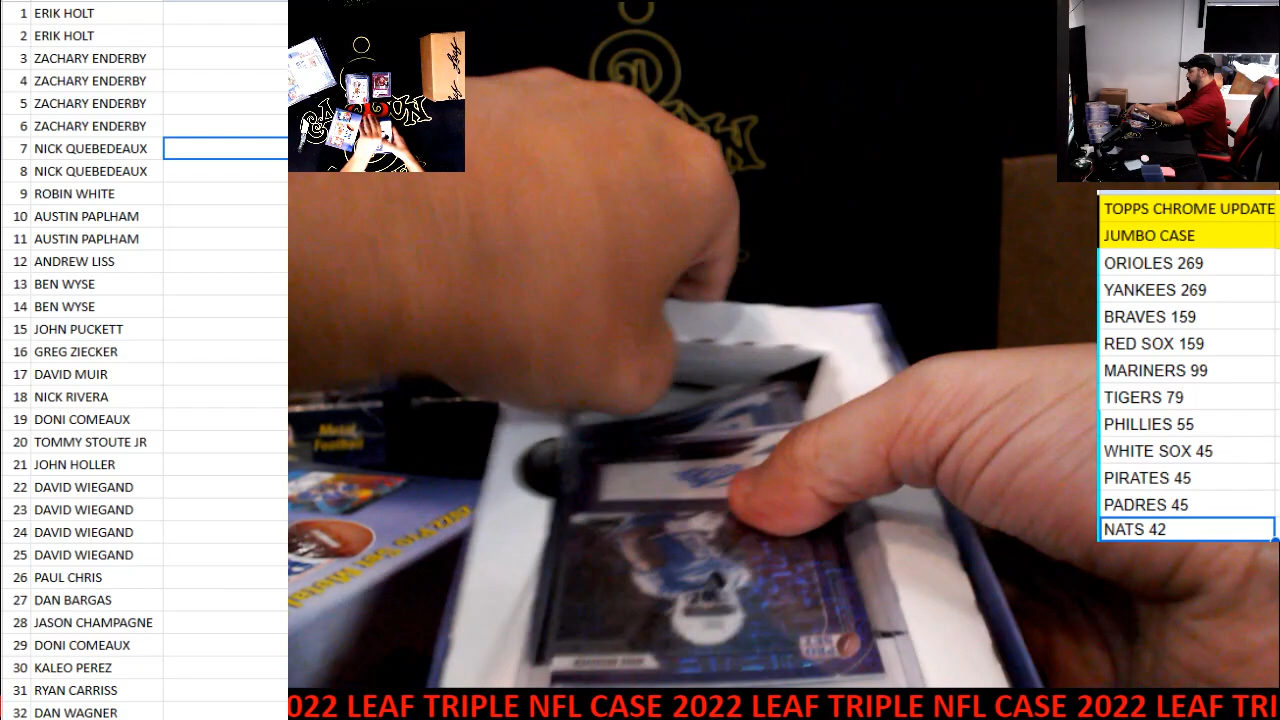 1 ERIK HOLT
2 ERIK HOLT
3 ZACHARY ENDERBY
4 ZACHARY ENDERBY
5 ZACHARY ENDERBY
6 ZACHARY ENDERBY
7 NICK QUEBEDEAUX
8 NICK QUEBEDEAUX
9 ROBIN WHITE
10 AUSTIN PAPLHAM
11 AUSTIN PAPLHAM
12 ANDREW LISS
13 BEN WYSE
14 BEN WYSE
15 JOHN PUCKETT
16 GREG ZIECKER
17 DAVID MUIR
18 NICK RIVERA
19 DONI COMEAUX
20 TOMMY STOUTE JR
21 JOHN HOLLER
22 DAVID WIEGAND
23 DAVID WIEGAND
24 DAVID WIEGAND
25 DAVID WIEGAND
26 PAUL CHRIS
27 DAN BARGAS
28 JASON CHAMPAGNE
29 DONI COMEAUX
30 KALEO PEREZ
31 RYAN CARRISS
32 DAN WAGNER
Metal
Football
TOPPS CHROME UPDATE
JUMBO CASE
ORIOLES 269
YANKEES 269
BRAVES 159
RED SOX 159
MARINERS 99
TIGERS 79
PHILLIES 55
WHITE SOX 45
PIRATES 45
PADRES 45
NATS 42
022 LEAF TRIPLE NFL CASE 2022 LEAF TRIPLE NFL CASE 2022 LEAF TRI